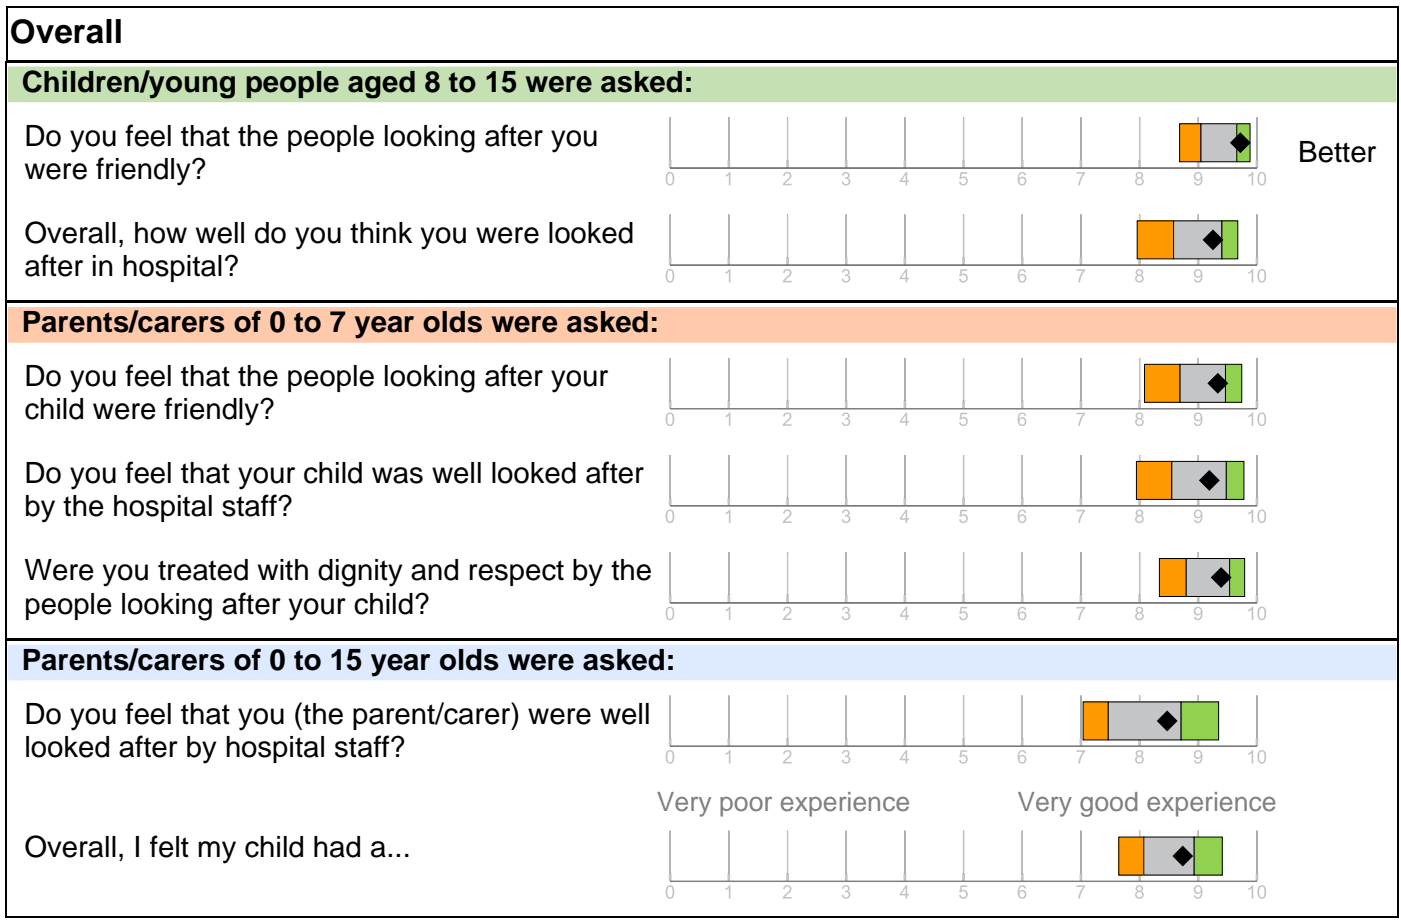 Overall
Children/young people aged 8 to 15 were asked:
Do you feel that the people looking after you
were friendly?
0 1 2 3 4 5 6 7 8 9 10
Better
Overall, how well do you think you were looked
after in hospital?
0 1 2 3 4 5 6 7 8 9 10
Parents/carers of 0 to 7 year olds were asked:
Do you feel that the people looking after your
child were friendly?
0 1 2 3 4 5 6 7 8 9 10
Do you feel that your child was well looked after
by the hospital staff?
0 1 2 3 4 5 6 7 8 9 10
Were you treated with dignity and respect by the
people looking after your child?
0 1 2 3 4 5 6 7 8 9 10
Parents/carers of 0 to 15 year olds were asked:
Do you feel that you (the parent/carer) were well
looked after by hospital staff?
0 1 2 3 4 5 6 7 8 9 10
Very poor experience Very good experience
Overall, I felt my child had a...
0 1 2 3 4 5 6 7 8 9 10